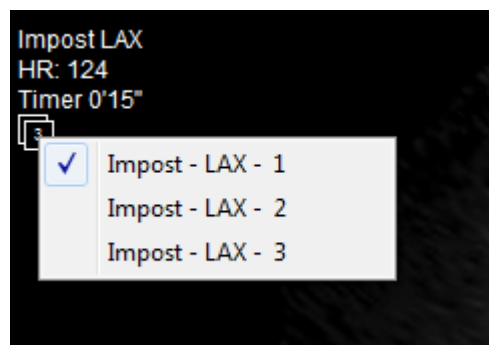 Impost LAX
HR: 124
Timer 0'15"
3
Impost - LAX - 1
Impost - LAX - 2
Impost - LAX - 3